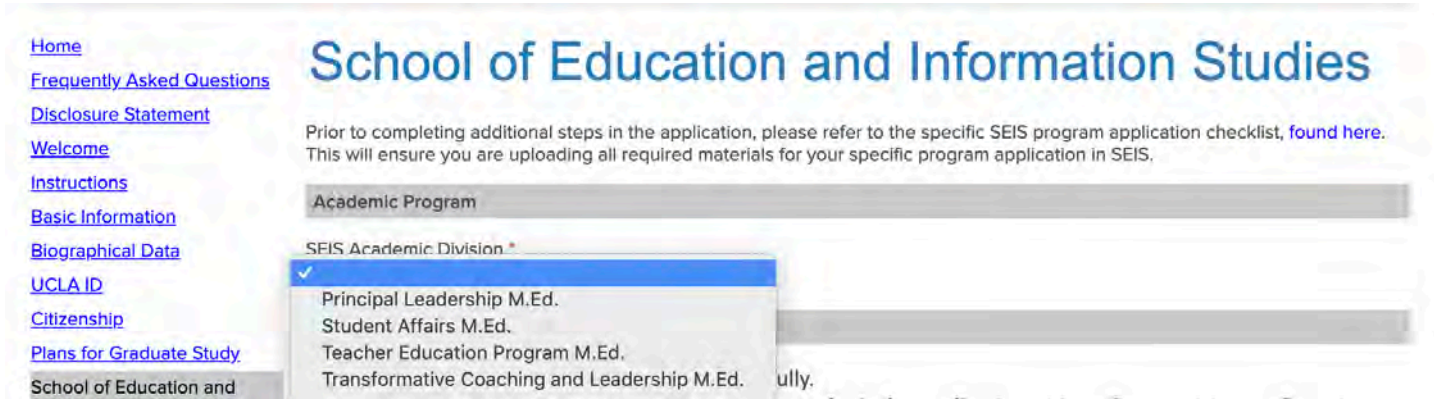 Home
Frequently Asked Questions
Disclosure Statement
Welcome
Instructions
Basic Information
Biographical Data
UCLA ID
Citizenship
Plans for Graduate Study
School of Education and
School of Education and Information Studies
Prior to completing additional steps in the application, please refer to the specific SEIS program application checklist, found here.
This will ensure you are uploading all required materials for your specific program application in SEIS.
Academic Program
SEIS Academic Division *
Principal Leadership M.Ed.
Student Affairs M.Ed.
Teacher Education Program M.Ed.
Transformative Coaching and Leadership M.Ed.
ully.